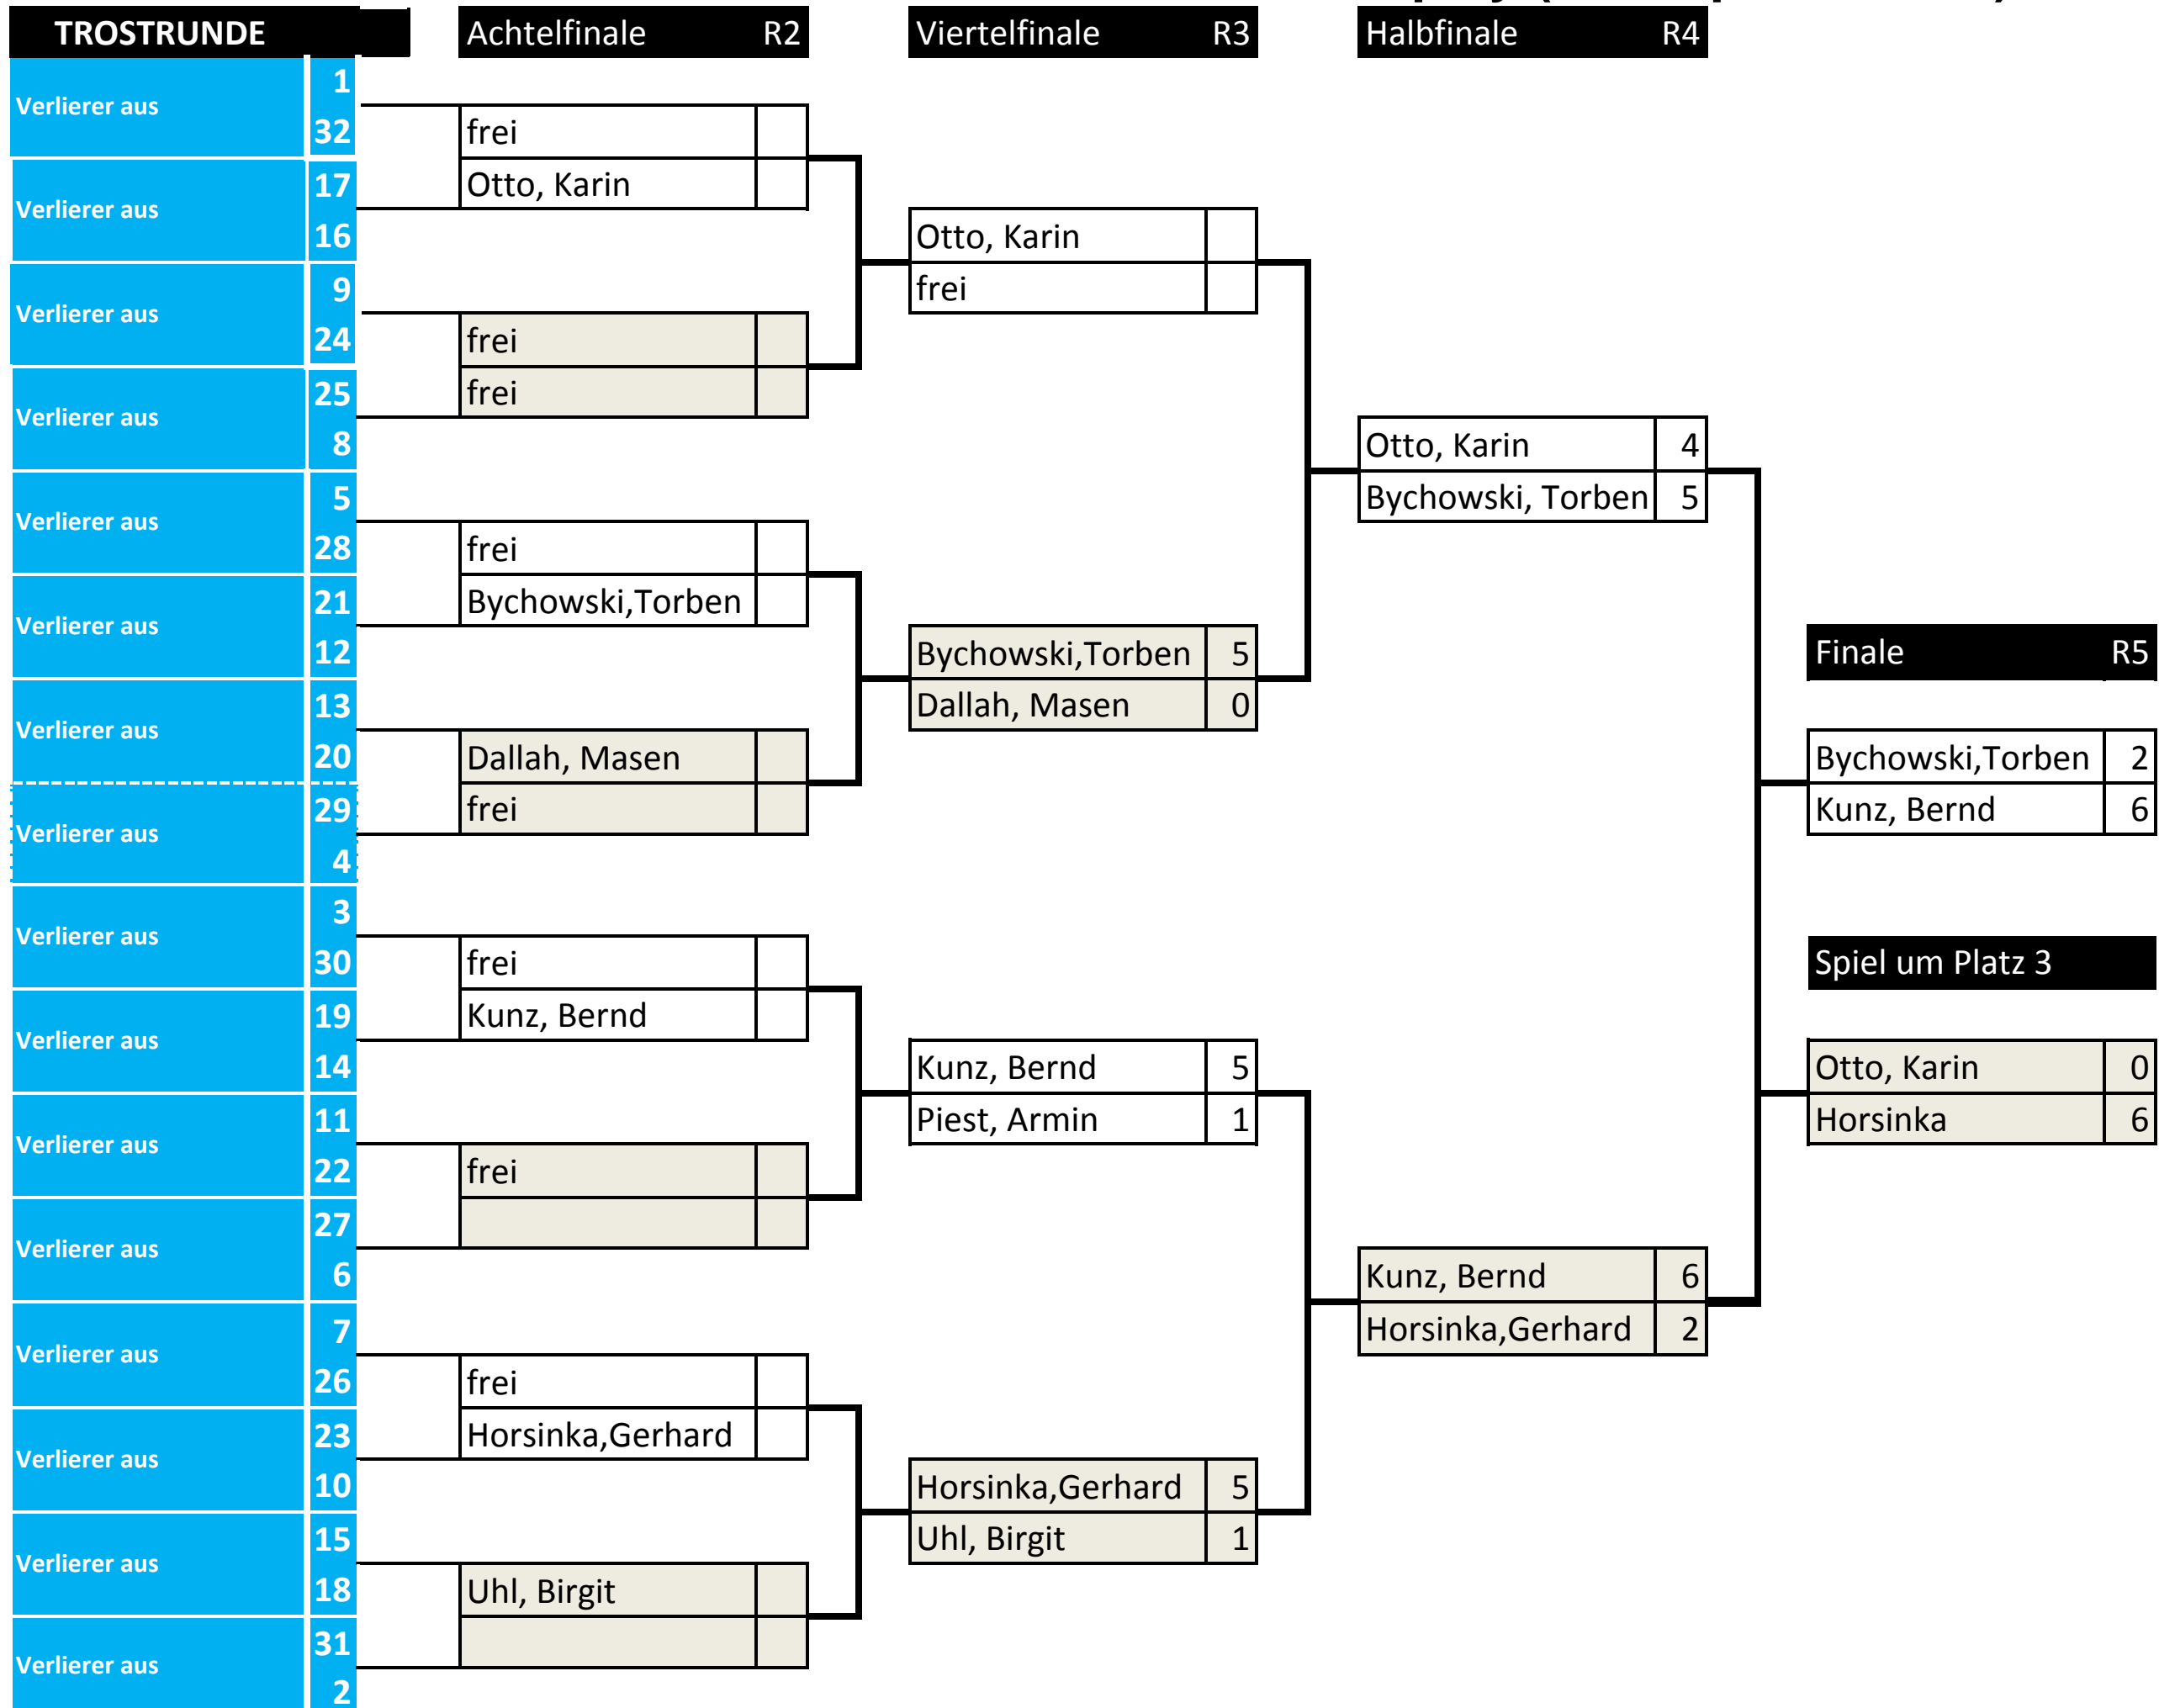 TROSTRUNDE
Achtelfinale R2
Viertelfinale R3
Halbfinale R4
Verlierer aus 1 32
Verlierer aus 17 16
Verlierer aus 9 24
Verlierer aus 25 8
Verlierer aus 5 28
Verlierer aus 21 12
Verlierer aus 13 20
Verlierer aus 29 4
Verlierer aus 3 30
Verlierer aus 19 14
Verlierer aus 11 22
Verlierer aus 27 6
Verlierer aus 7 26
Verlierer aus 23 10
Verlierer aus 15 18
Verlierer aus 31 2
frei
Otto, Karin
frei
frei
frei
Bychowski,Torben
Dallah, Masen
frei
frei
Kunz, Bernd
frei
frei
Horsinka,Gerhard
Uhl, Birgit
Otto, Karin
frei
Bychowski,Torben 5
Dallah, Masen 0
Kunz, Bernd 5
Piest, Armin 1
Horsinka,Gerhard 5
Uhl, Birgit 1
Otto, Karin 4
Bychowski, Torben 5
Kunz, Bernd 6
Horsinka,Gerhard 2
Finale R5
Bychowski,Torben 2
Kunz, Bernd 6
Spiel um Platz 3
Otto, Karin 0
Horsinka 6